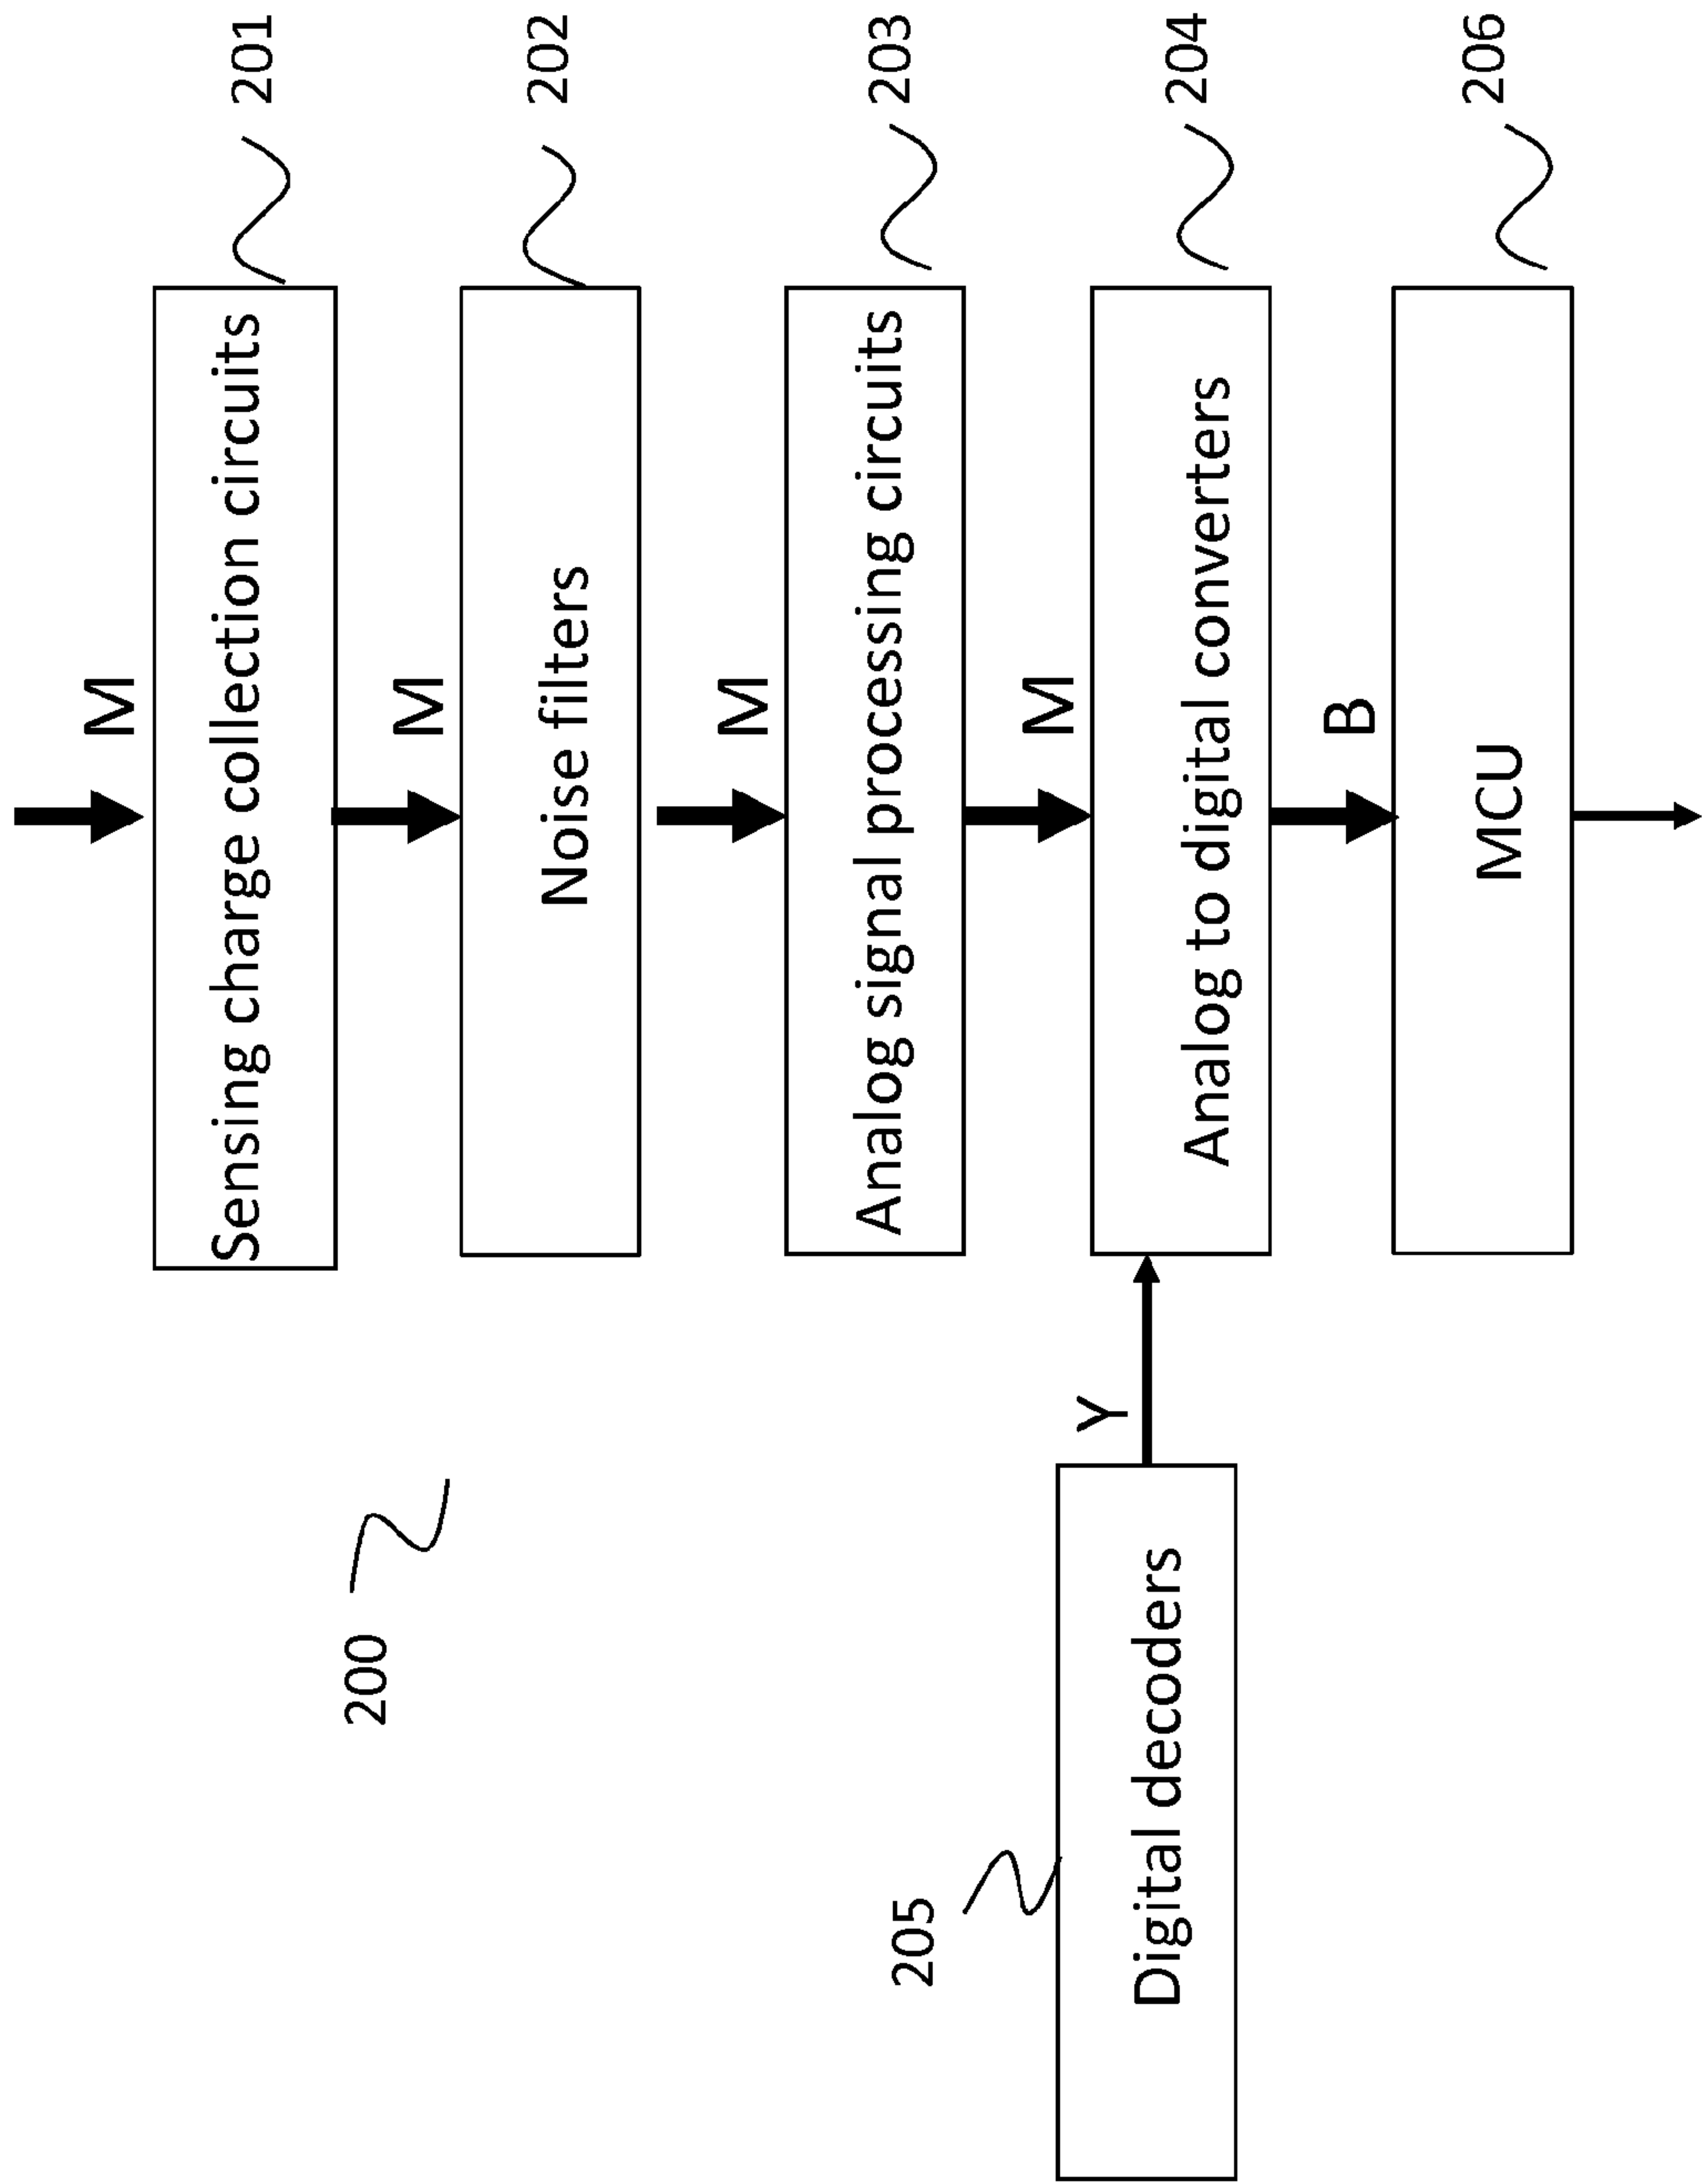 M
Sensing charge collection circuits
201
200
M
Noise filters
202
M
Analog signal processing circuits
203
205
M
Y
Digital decoders
Analog to digital converters
204
B
MCU
206